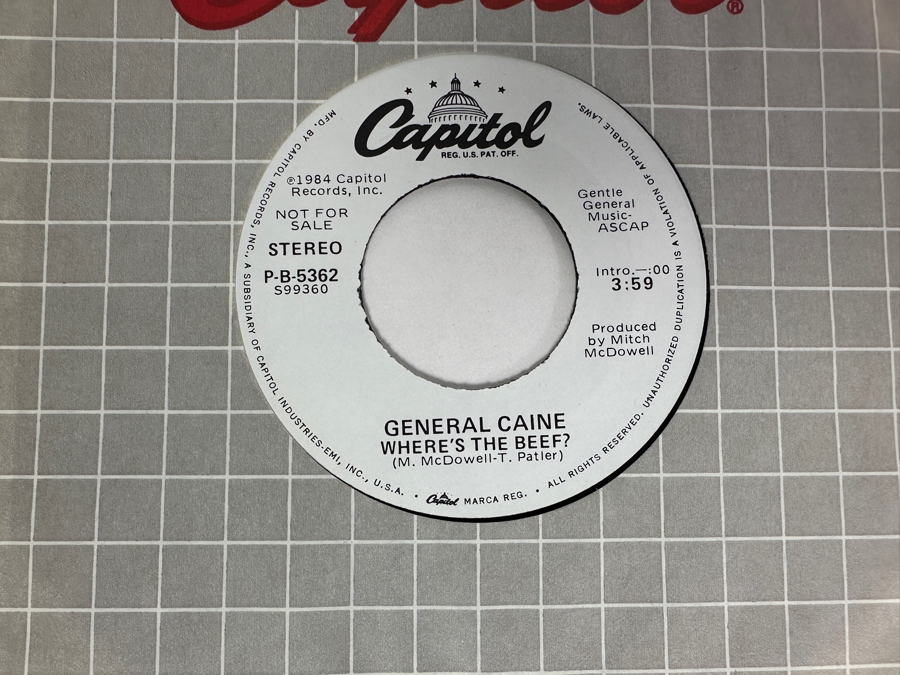 Capitol®
Capitol
REG. U.S. PAT. OFF.
℗1984 Capitol
Records, Inc.
NOT FOR
SALE
STEREO
P-B-5362
S99360
Gentle
General
Music-
ASCAP
Intro.—:00
3:59
Produced
by Mitch
McDowell
GENERAL CAINE
WHERE'S THE BEEF?
(M. McDowell-T. Patler)
MFD. BY CAPITOL RECORDS, INC., A SUBSIDIARY OF CAPITOL INDUSTRIES-EMI, INC., U.S.A. • Capitol MARCA REG. • ALL RIGHTS RESERVED. UNAUTHORIZED DUPLICATION IS A VIOLATION OF APPLICABLE LAWS.